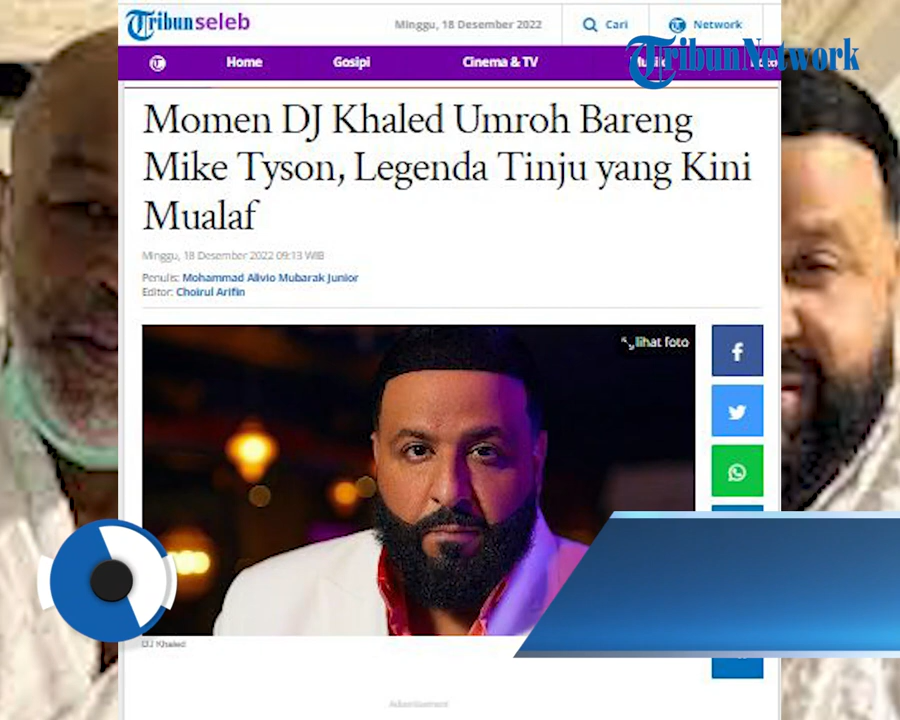 Tribunseleb
Minggu, 18 Desember 2022
Cari
Network
Home
Gosipi
Cinema & TV
TribunNetwork
Momen DJ Khaled Umroh Bareng
Mike Tyson, Legenda Tinju yang Kini
Mualaf
Minggu, 18 Desember 2022 09:13 WIB
Penulis: Mohammad Alivio Mubarak Junior
Editor: Choirul Arifin
lihat foto
DJ Khaled
Advertisement